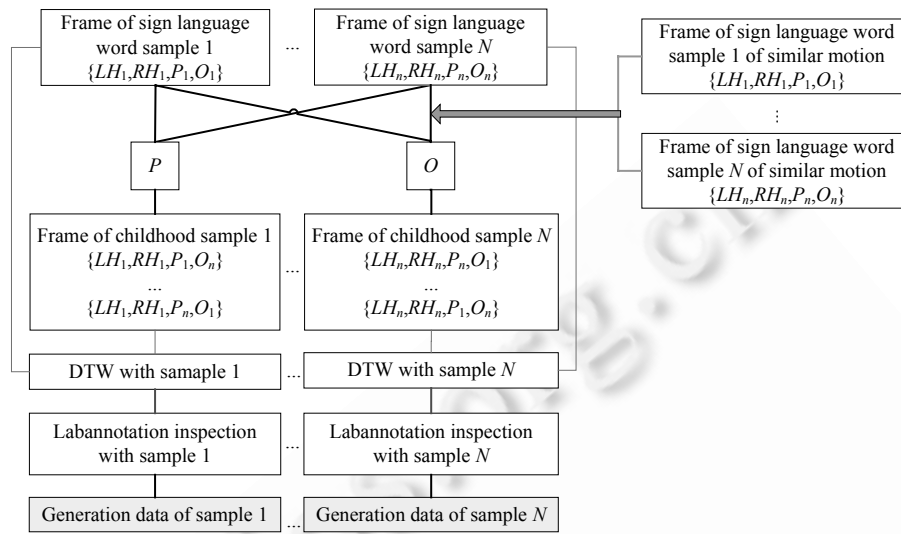 Frame of sign language
word sample 1
{LH₁,RH₁,P₁,O₁}
...
Frame of sign language
word sample N
{LHₙ,RHₙ,Pₙ,Oₙ}
Frame of sign language word
sample 1 of similar motion
{LH₁,RH₁,P₁,O₁}
...
Frame of sign language word
sample N of similar motion
{LHₙ,RHₙ,Pₙ,Oₙ}
P
O
Frame of childhood sample 1
{LH₁,RH₁,P₁,Oₙ}
...
{LH₁,RH₁,Pₙ,O₁}
...
Frame of childhood sample N
{LHₙ,RHₙ,Pₙ,O₁}
...
{LHₙ,RHₙ,P₁,Oₙ}
DTW with samaple 1
...
DTW with sample N
Labannotation inspection
with sample 1
...
Labannotation inspection
with sample N
Generation data of sample 1
...
Generation data of sample N